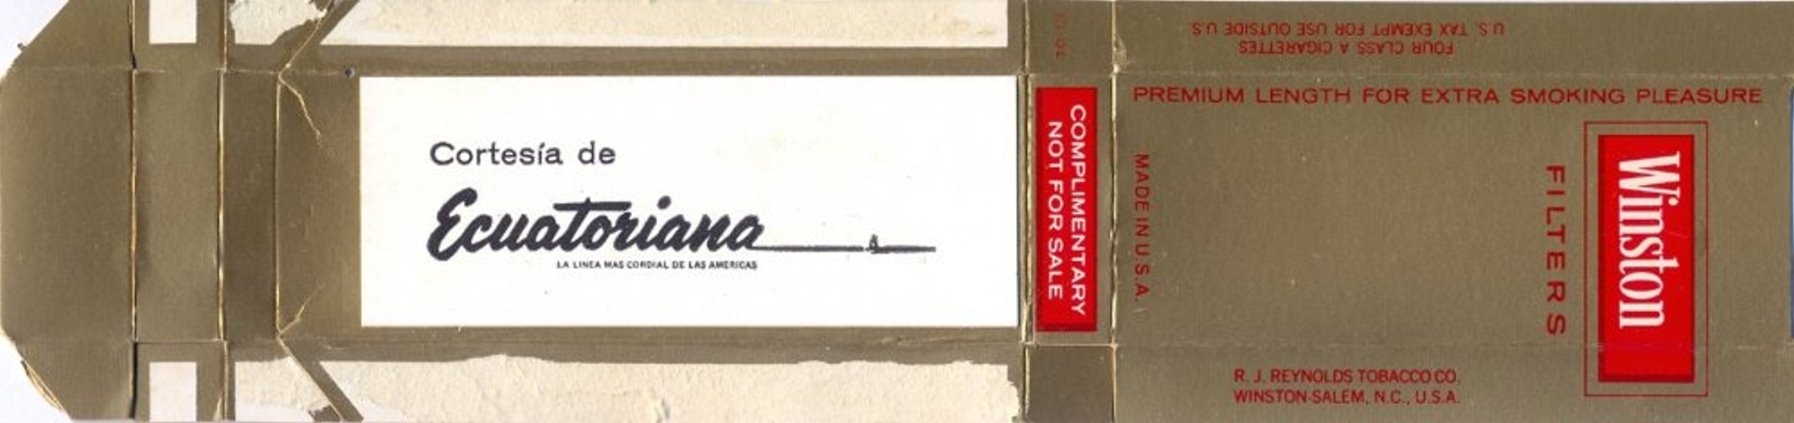 Cortesía de
Ecuatoriana
LA LINEA MAS CORDIAL DE LAS AMERICAS
COMPLIMENTARY
NOT FOR SALE
FOUR CLASS A CIGARETTES
U.S. TAX EXEMPT FOR USE OUTSIDE U.S.
PREMIUM LENGTH FOR EXTRA SMOKING PLEASURE
MADE IN U.S.A.
Winston
FILTERS
R. J. REYNOLDS TOBACCO CO.
WINSTON-SALEM, N.C., U.S.A.